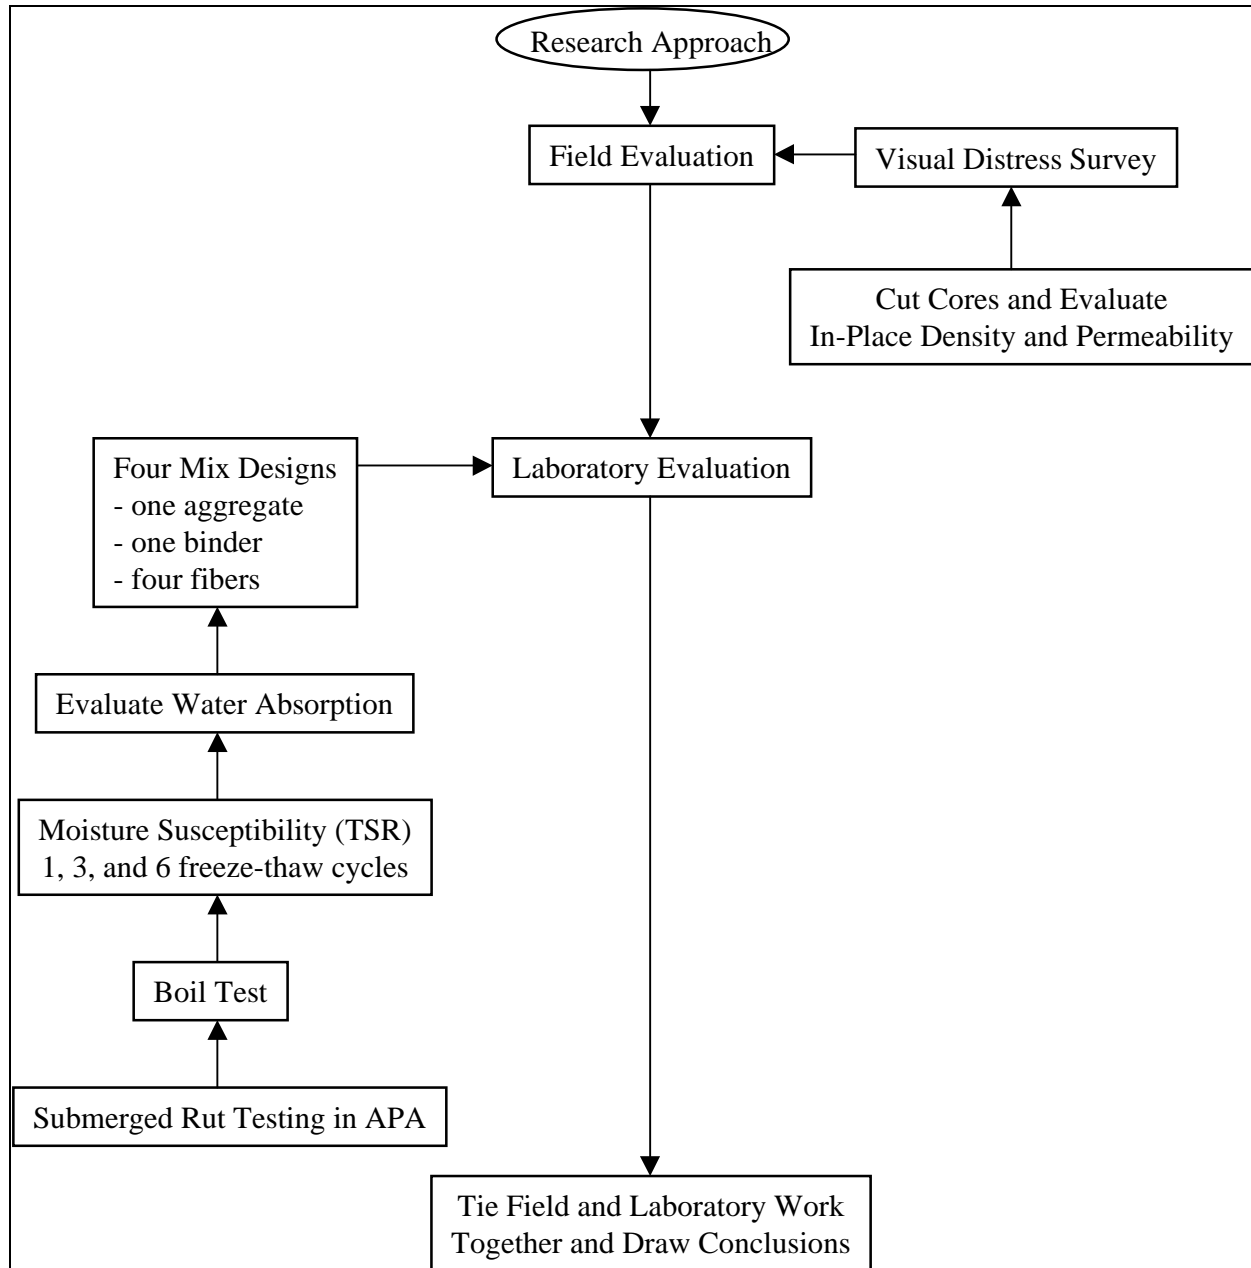 Research Approach
Field Evaluation
Visual Distress Survey
Cut Cores and Evaluate
In-Place Density and Permeability
Four Mix Designs
- one aggregate
- one binder
- four fibers
Laboratory Evaluation
Evaluate Water Absorption
Moisture Susceptibility (TSR)
1, 3, and 6 freeze-thaw cycles
Boil Test
Submerged Rut Testing in APA
Tie Field and Laboratory Work
Together and Draw Conclusions